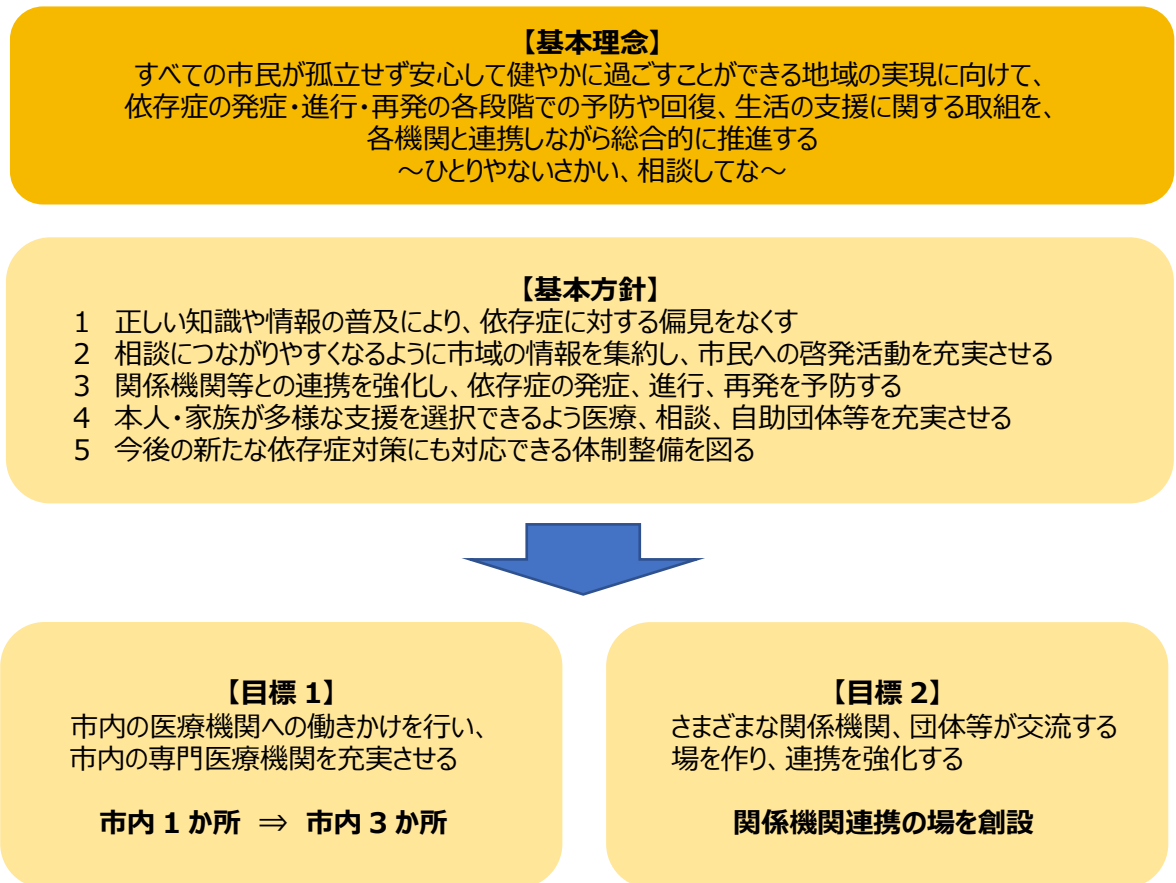 【基本理念】
すべての市民が孤立せず安心して健やかに過ごすことができる地域の実現に向けて、
依存症の発症・進行・再発の各段階での予防や回復、生活の支援に関する取組を、
各機関と連携しながら総合的に推進する
～ひとりやないさかい、相談してな～
【基本方針】
1 正しい知識や情報の普及により、依存症に対する偏見をなくす
2 相談につながりやすくなるように市域の情報を集約し、市民への啓発活動を充実させる
3 関係機関等との連携を強化し、依存症の発症、進行、再発を予防する
4 本人・家族が多様な支援を選択できるよう医療、相談、自助団体等を充実させる
5 今後の新たな依存症対策にも対応できる体制整備を図る
【目標 1】
市内の医療機関への働きかけを行い、
市内の専門医療機関を充実させる
市内 1 か所 ⇒ 市内 3 か所
【目標 2】
さまざまな関係機関、団体等が交流する
場を作り、連携を強化する
関係機関連携の場を創設